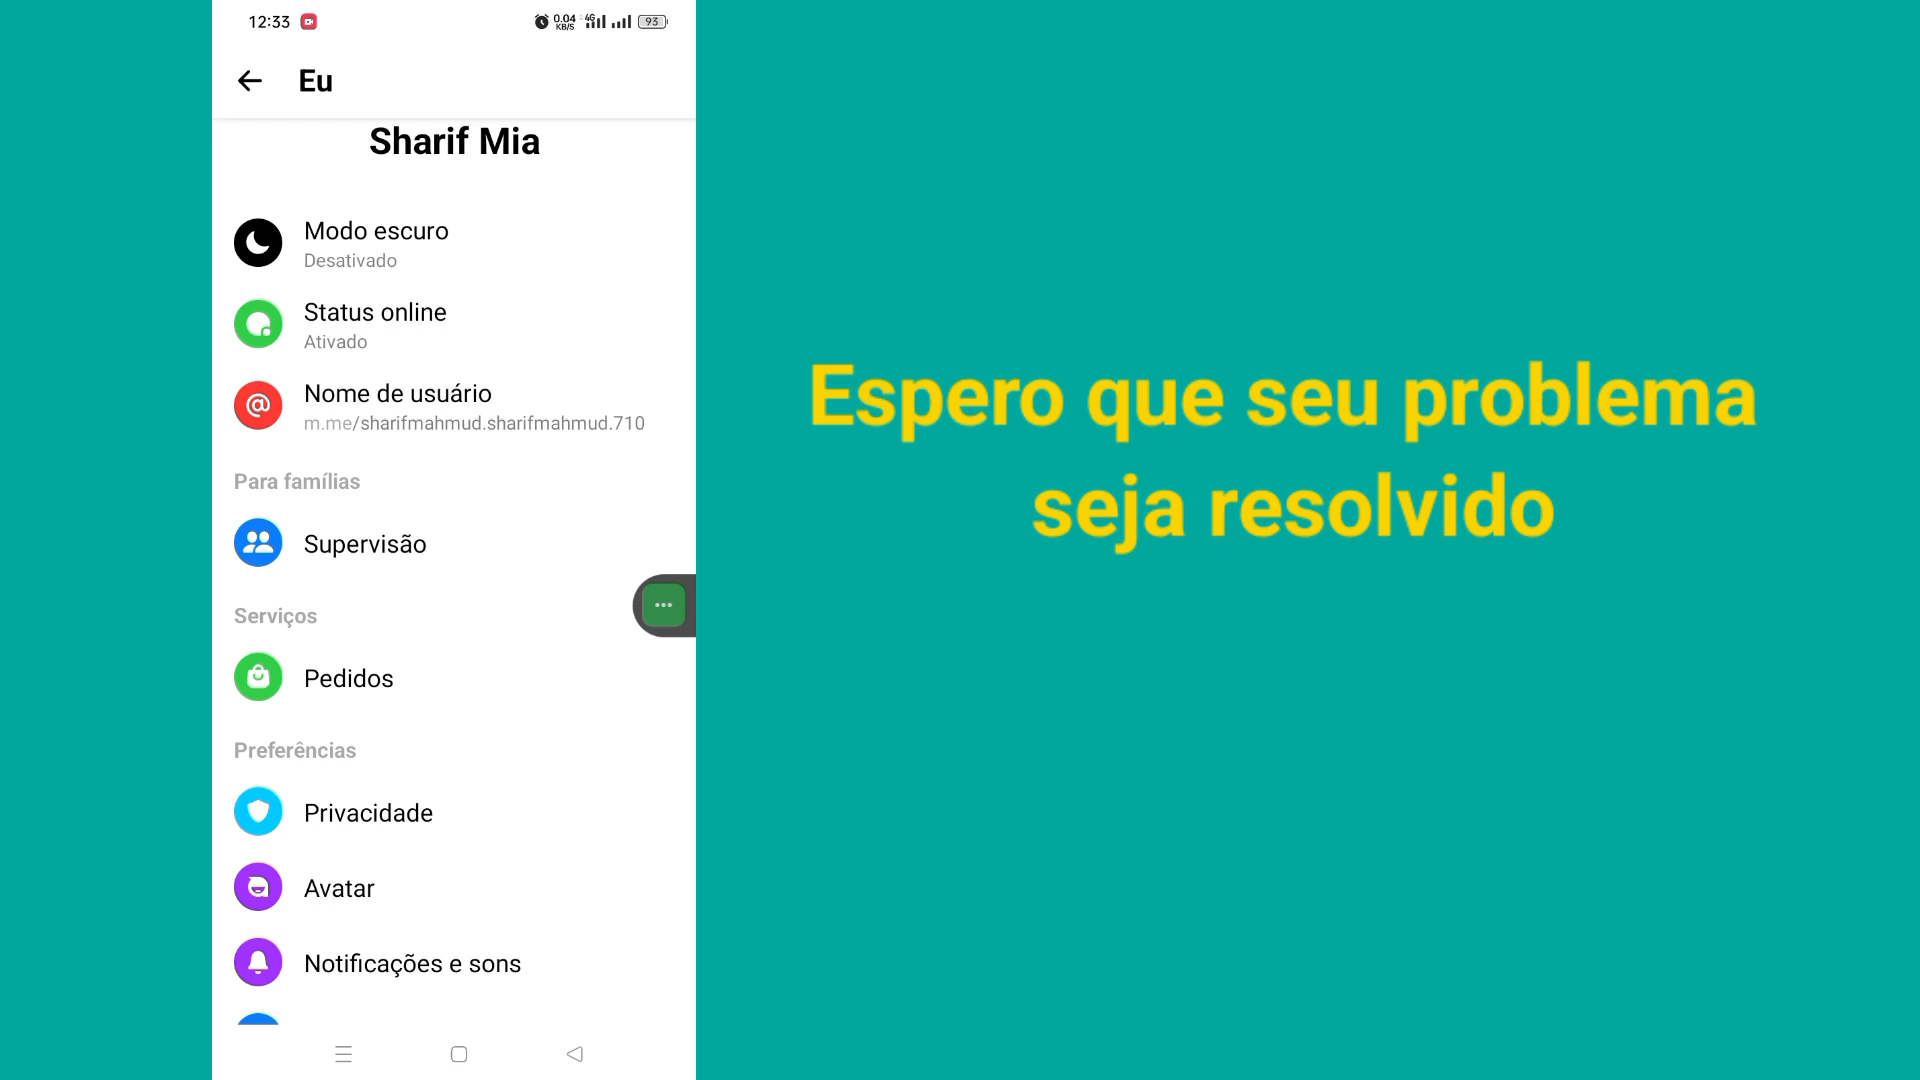 12:33
0.04 KB/S 4G 93
Eu
Sharif Mia
Modo escuro
Desativado
Status online
Ativado
Nome de usuário
m.me/sharifmahmud.sharifmahmud.710
Para famílias
Supervisão
Serviços
Pedidos
Preferências
Privacidade
Avatar
Notificações e sons
Espero que seu problema
seja resolvido